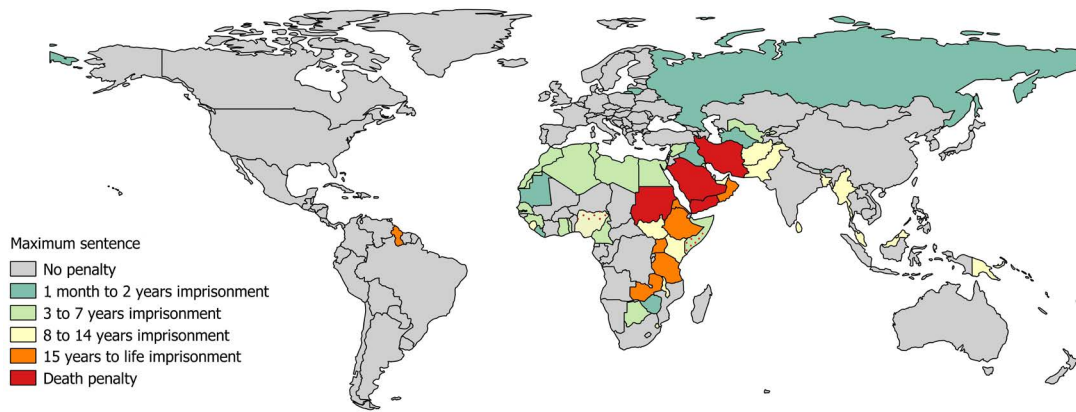 Maximum sentence
No penalty
1 month to 2 years imprisonment
3 to 7 years imprisonment
8 to 14 years imprisonment
15 years to life imprisonment
Death penalty